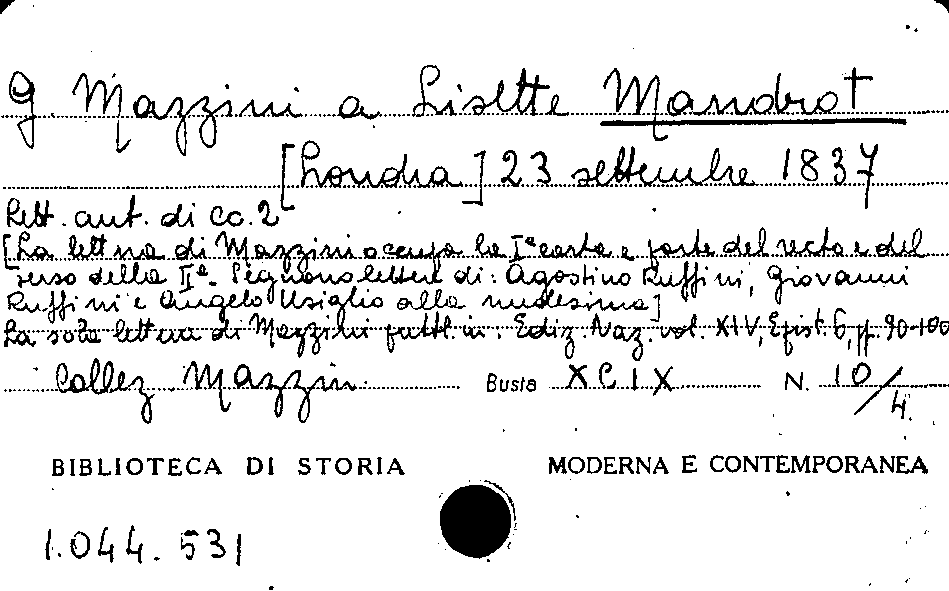 G. Mazzini a Lisette Mandrot
[Londra] 23 settembre 1837
Lett. aut. di cc. 2
[La lettera di Mazzini occupa la Iª carta e parte del recto e del
verso della IIª. Seguono lettere di: Agostino Ruffini, Giovanni
Ruffini e Angelo Usiglio alla medesima]
La sola lettera di Mazzini pubbl. in: Ediz. Naz. vol. XIV, Epist. 6, pp. 90-100
Collez. Mazzin. Busta XCIX N. 10/4.
BIBLIOTECA DI STORIA MODERNA E CONTEMPORANEA
1.044.531